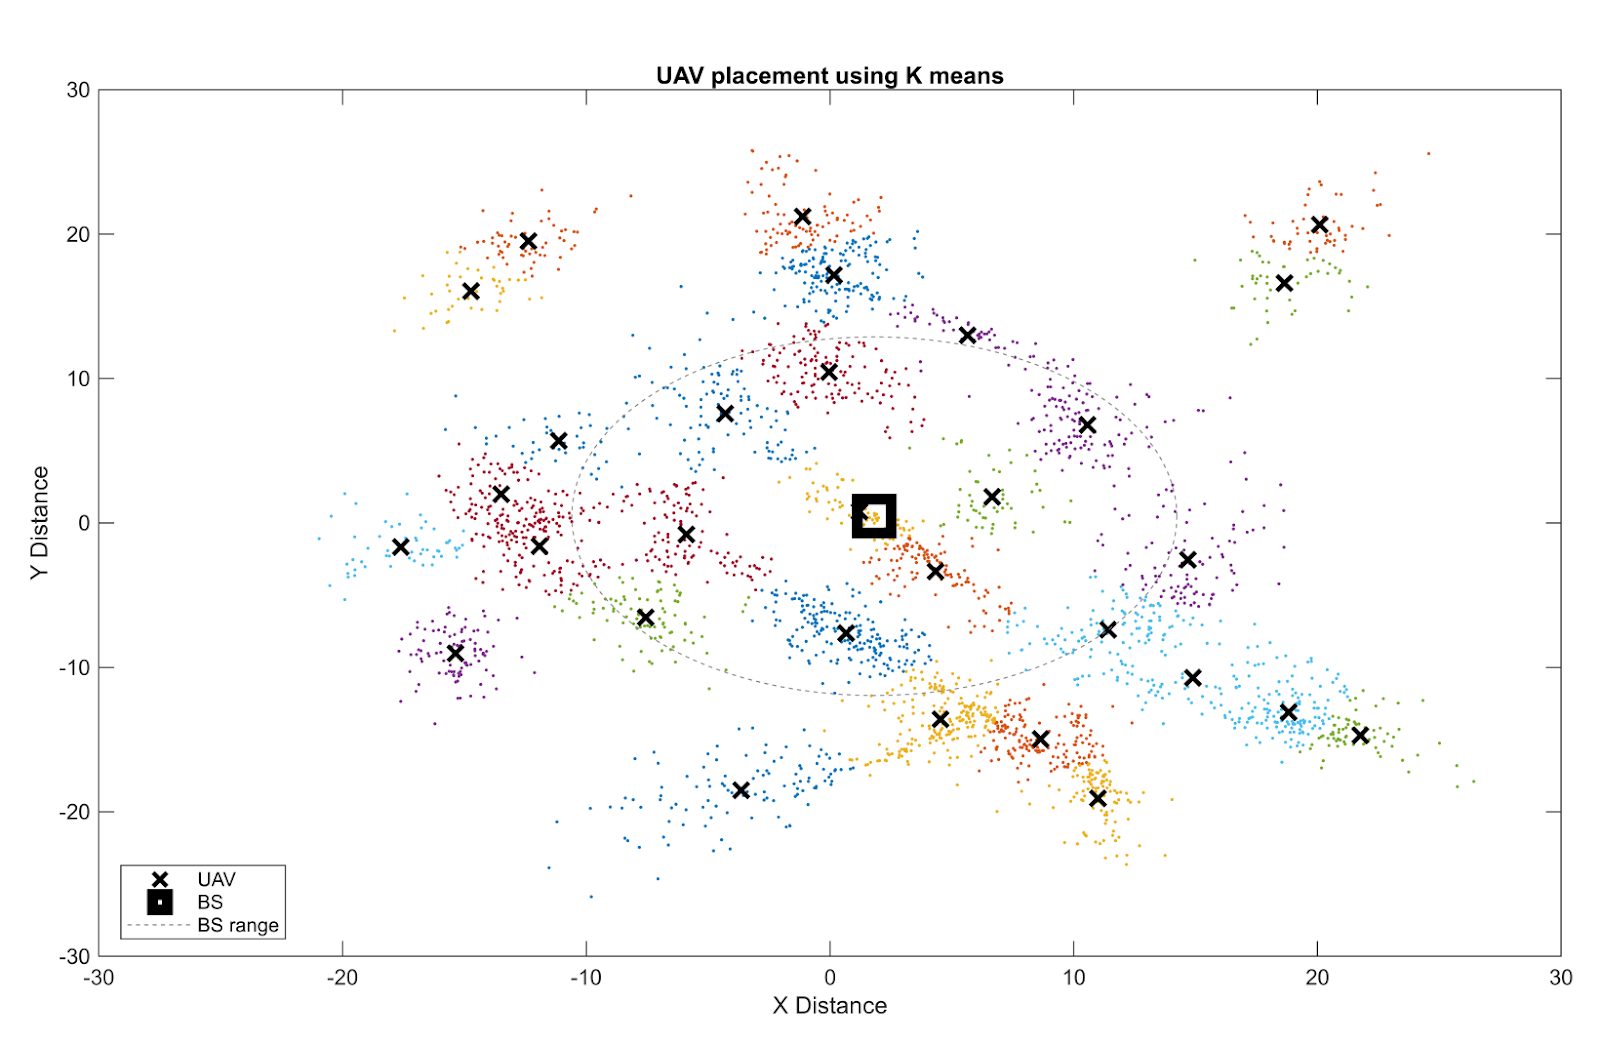 UAV placement using K means
30
20
10
0
-10
-20
-30
Y Distance
UAV
BS
BS range
-30 -20 -10 0 10 20 30
X Distance